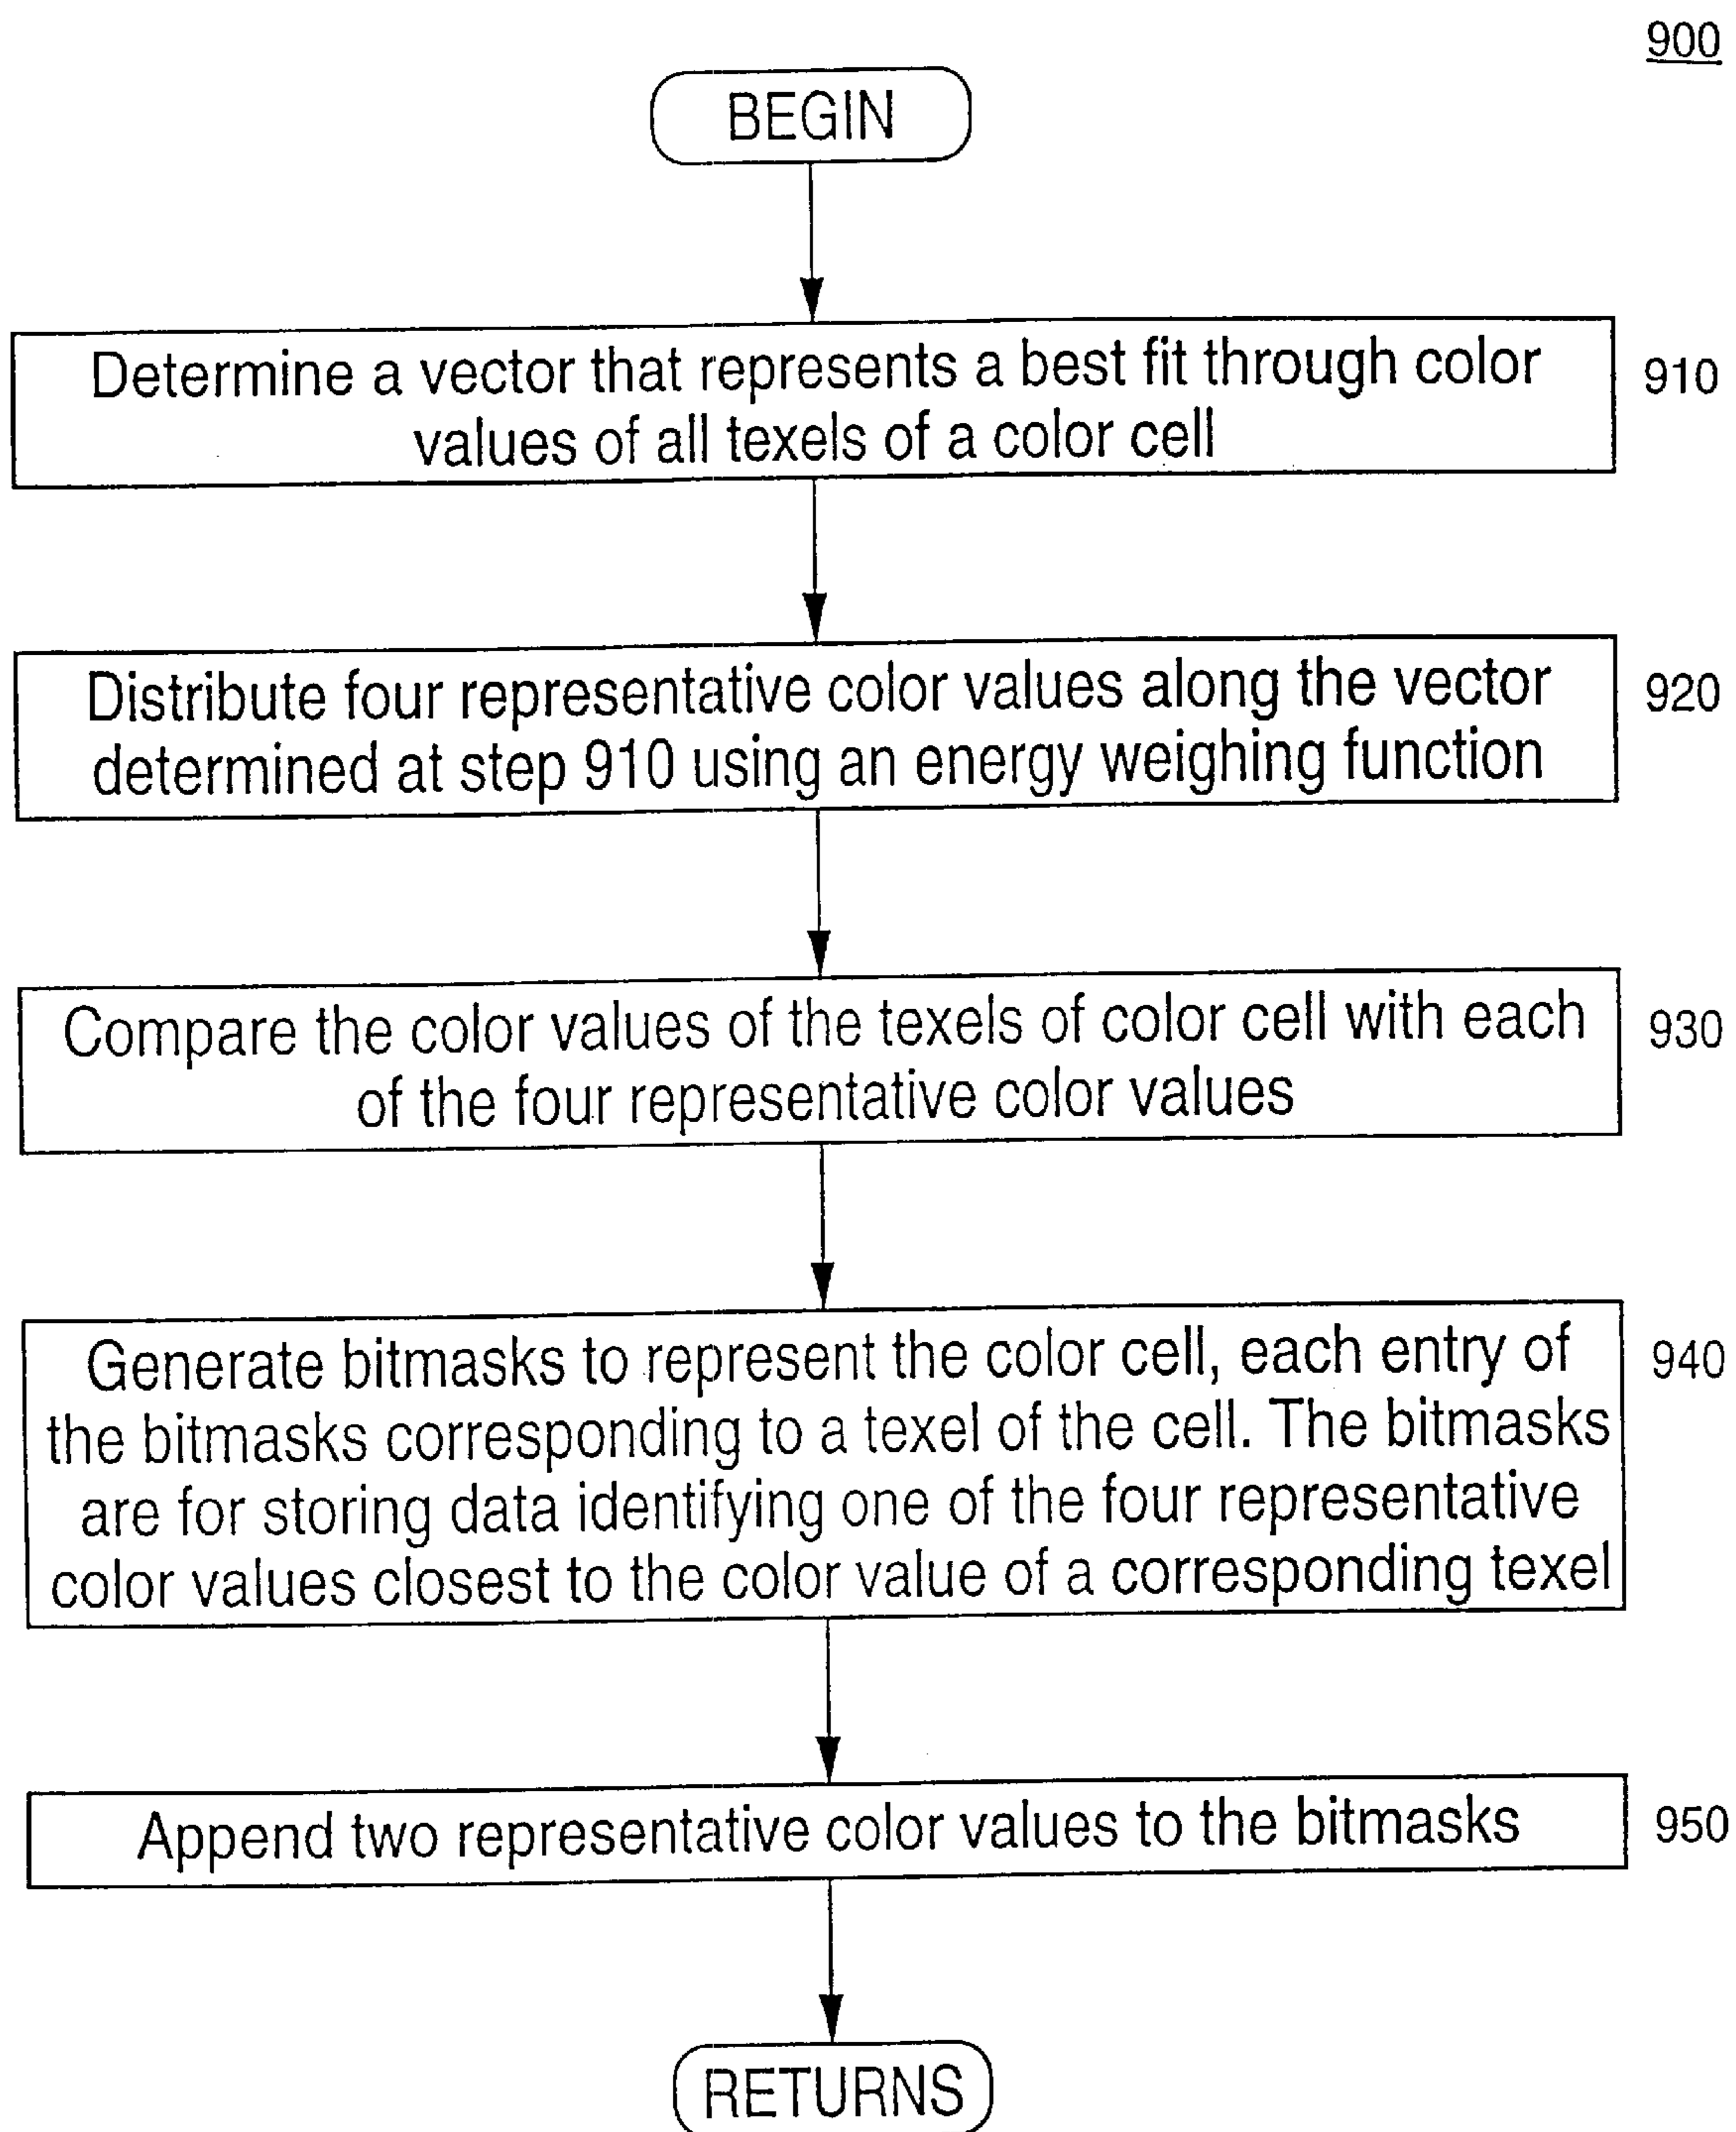 900
BEGIN
Determine a vector that represents a best fit through color
values of all texels of a color cell
910
Distribute four representative color values along the vector
determined at step 910 using an energy weighing function
920
Compare the color values of the texels of color cell with each
of the four representative color values
930
Generate bitmasks to represent the color cell, each entry of
the bitmasks corresponding to a texel of the cell. The bitmasks
are for storing data identifying one of the four representative
color values closest to the color value of a corresponding texel
940
Append two representative color values to the bitmasks
950
RETURNS